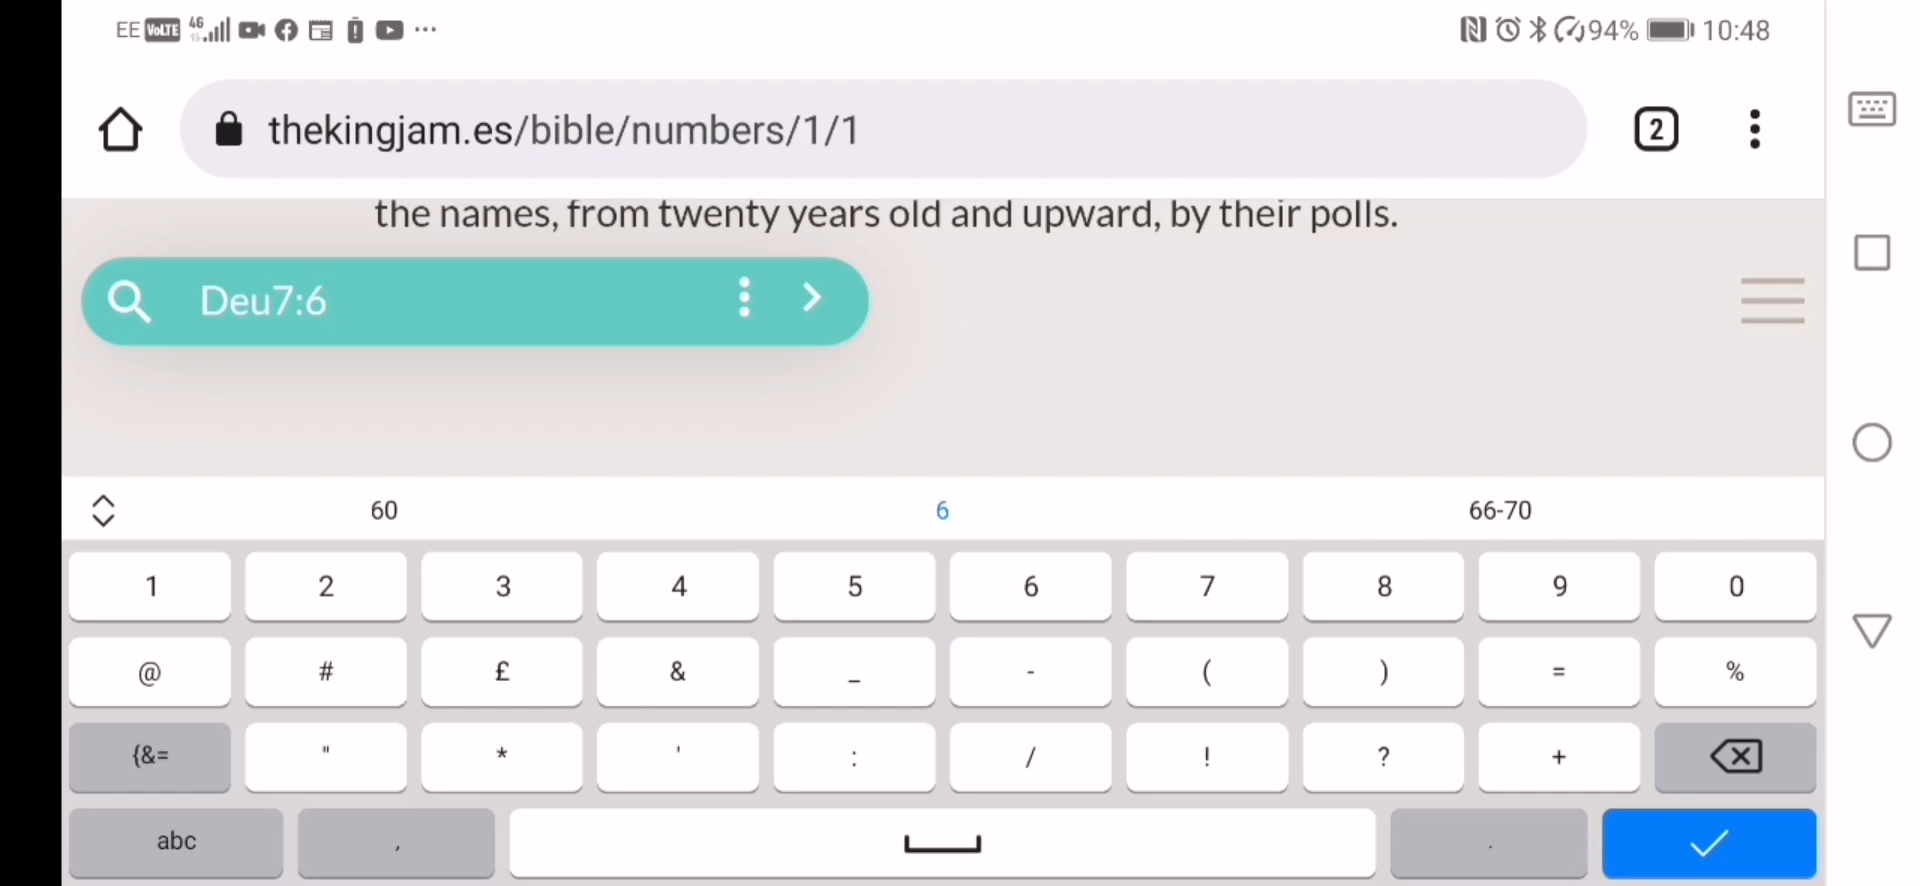 EE VoLTE 4G 94% 10:48
thekingjam.es/bible/numbers/1/1
2
the names, from twenty years old and upward, by their polls.
Deu7:6
60 6 66-70
1 2 3 4 5 6 7 8 9 0
@ # £ & _ - ( ) = %
{&= " * ' : / ! ? +
abc , .